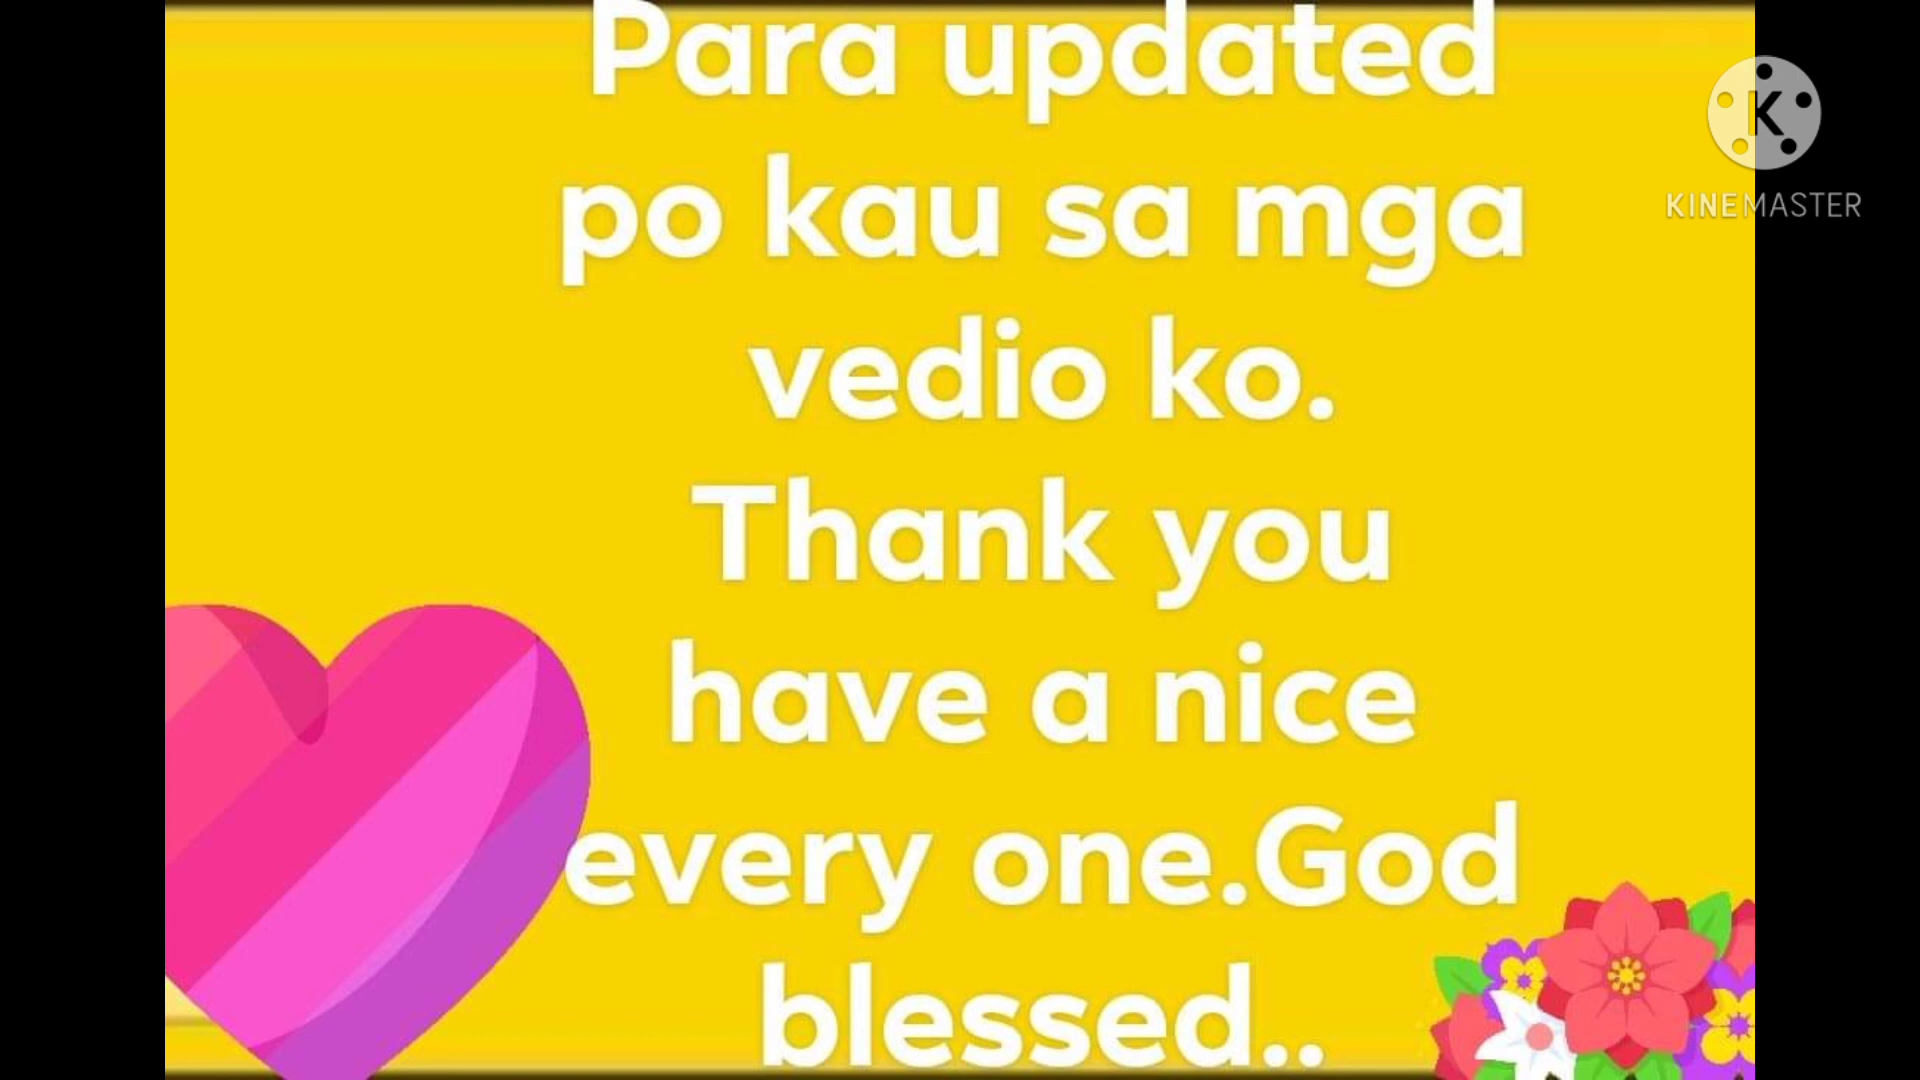 Para updated
po kau sa mga
vedio ko.
Thank you
have a nice
every one.God
blessed..
K
KINEMASTER